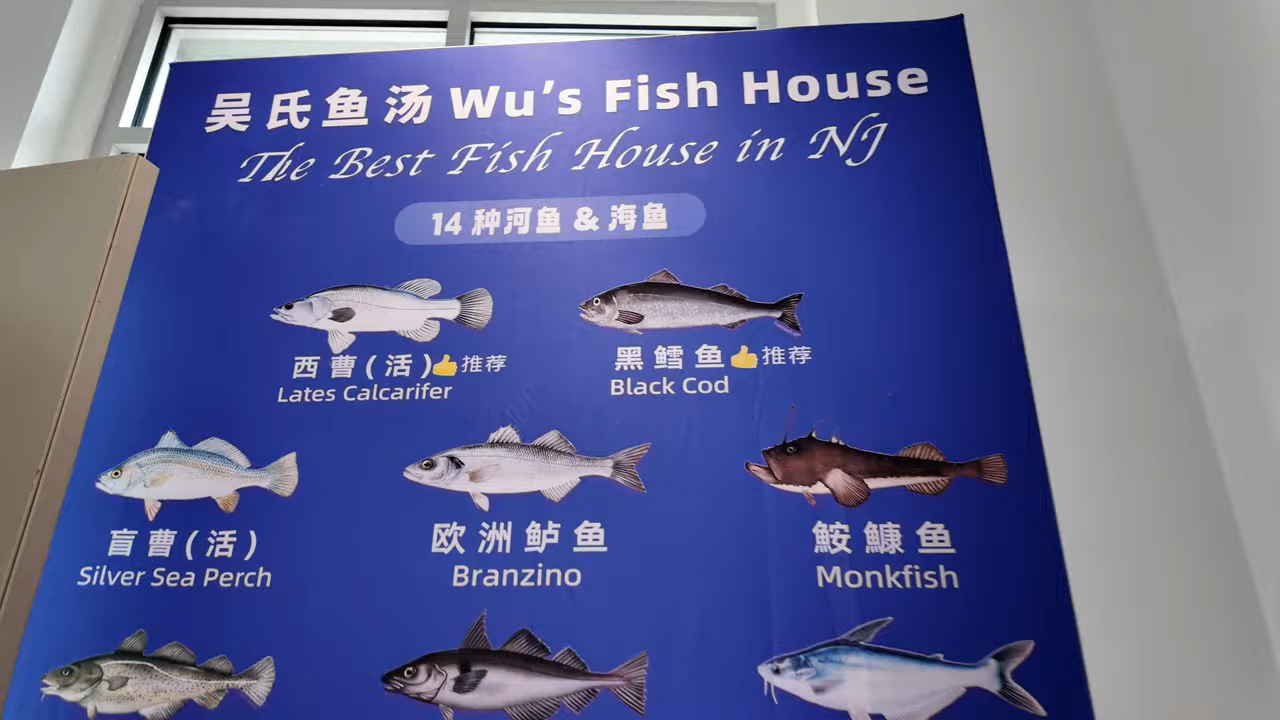 吴氏鱼汤 Wu's Fish House
The Best Fish House in NJ
14 种河鱼 & 海鱼
西曹(活)👍推荐
Lates Calcarifer
黑鳕鱼👍推荐
Black Cod
盲曹(活)
Silver Sea Perch
欧洲鲈鱼
Branzino
鮟鱇鱼
Monkfish